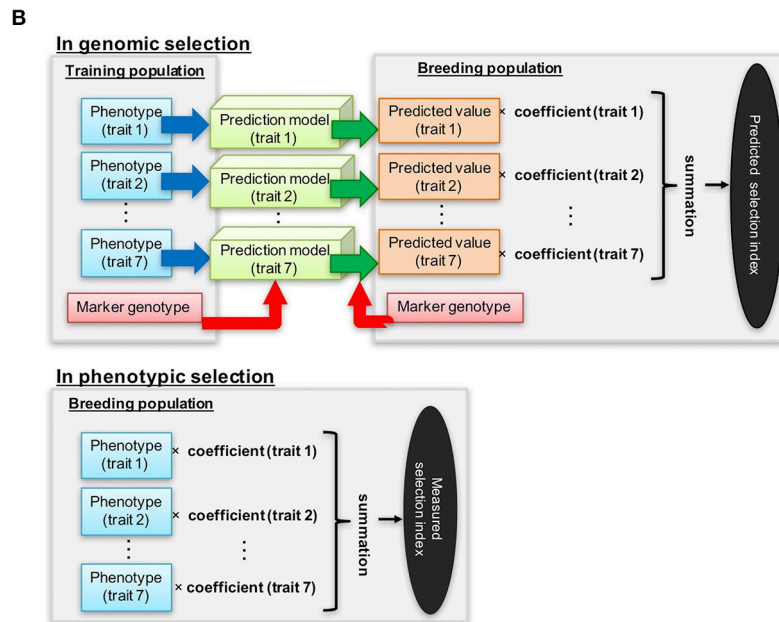 B
In genomic selection
Training population
Breeding population
Phenotype
(trait 1)
Prediction model
(trait 1)
Predicted value
(trait 1)
× coefficient (trait 1)
Phenotype
(trait 2)
Prediction model
(trait 2)
Predicted value
(trait 2)
× coefficient (trait 2)
⋮
⋮
⋮
⋮
Phenotype
(trait 7)
Prediction model
(trait 7)
Predicted value
(trait 7)
× coefficient (trait 7)
summation
Predicted selection index
Marker genotype
Marker genotype
In phenotypic selection
Breeding population
Phenotype
(trait 1)
× coefficient (trait 1)
Phenotype
(trait 2)
× coefficient (trait 2)
⋮
⋮
Phenotype
(trait 7)
× coefficient (trait 7)
summation
Measured
selection index